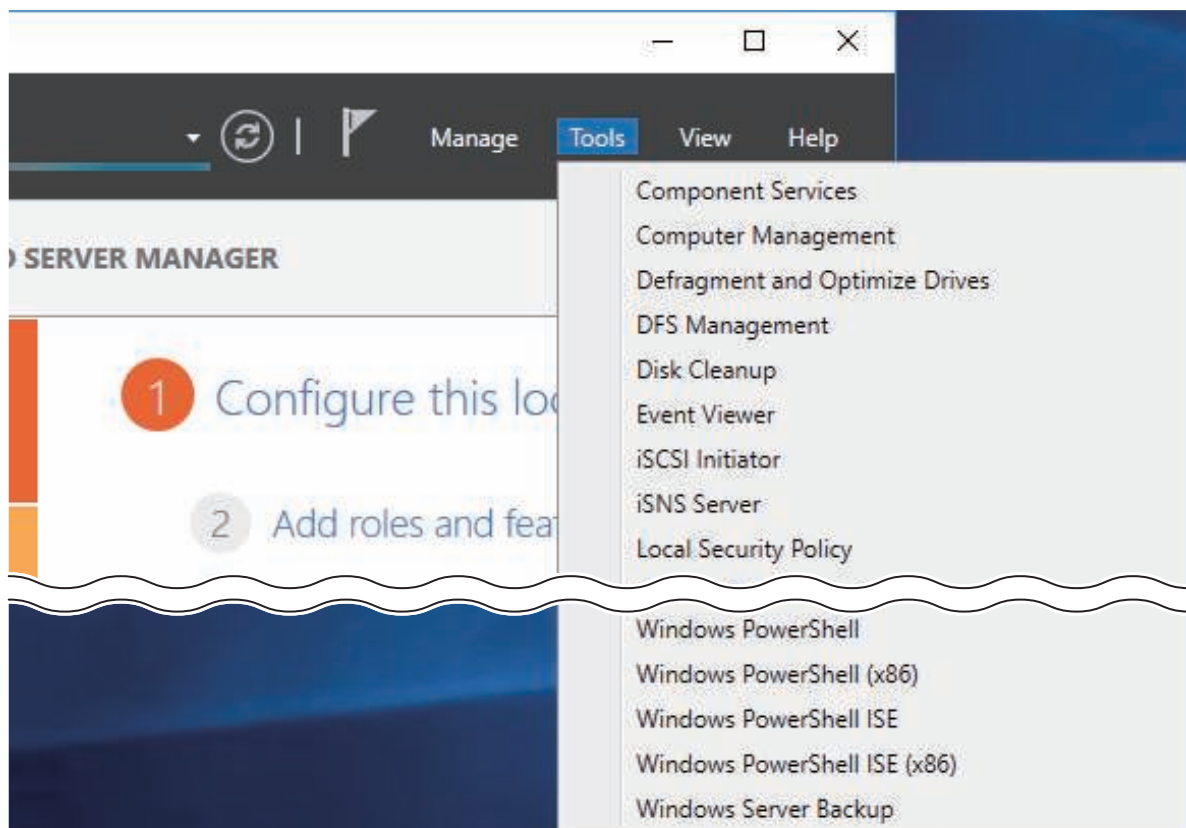 Manage Tools View Help
SERVER MANAGER
1 Configure this
2 Add roles and
Component Services
Computer Management
Defragment and Optimize Drives
DFS Management
Disk Cleanup
Event Viewer
iSCSI Initiator
iSNS Server
Local Security Policy
Windows PowerShell
Windows PowerShell (x86)
Windows PowerShell ISE
Windows PowerShell ISE (x86)
Windows Server Backup